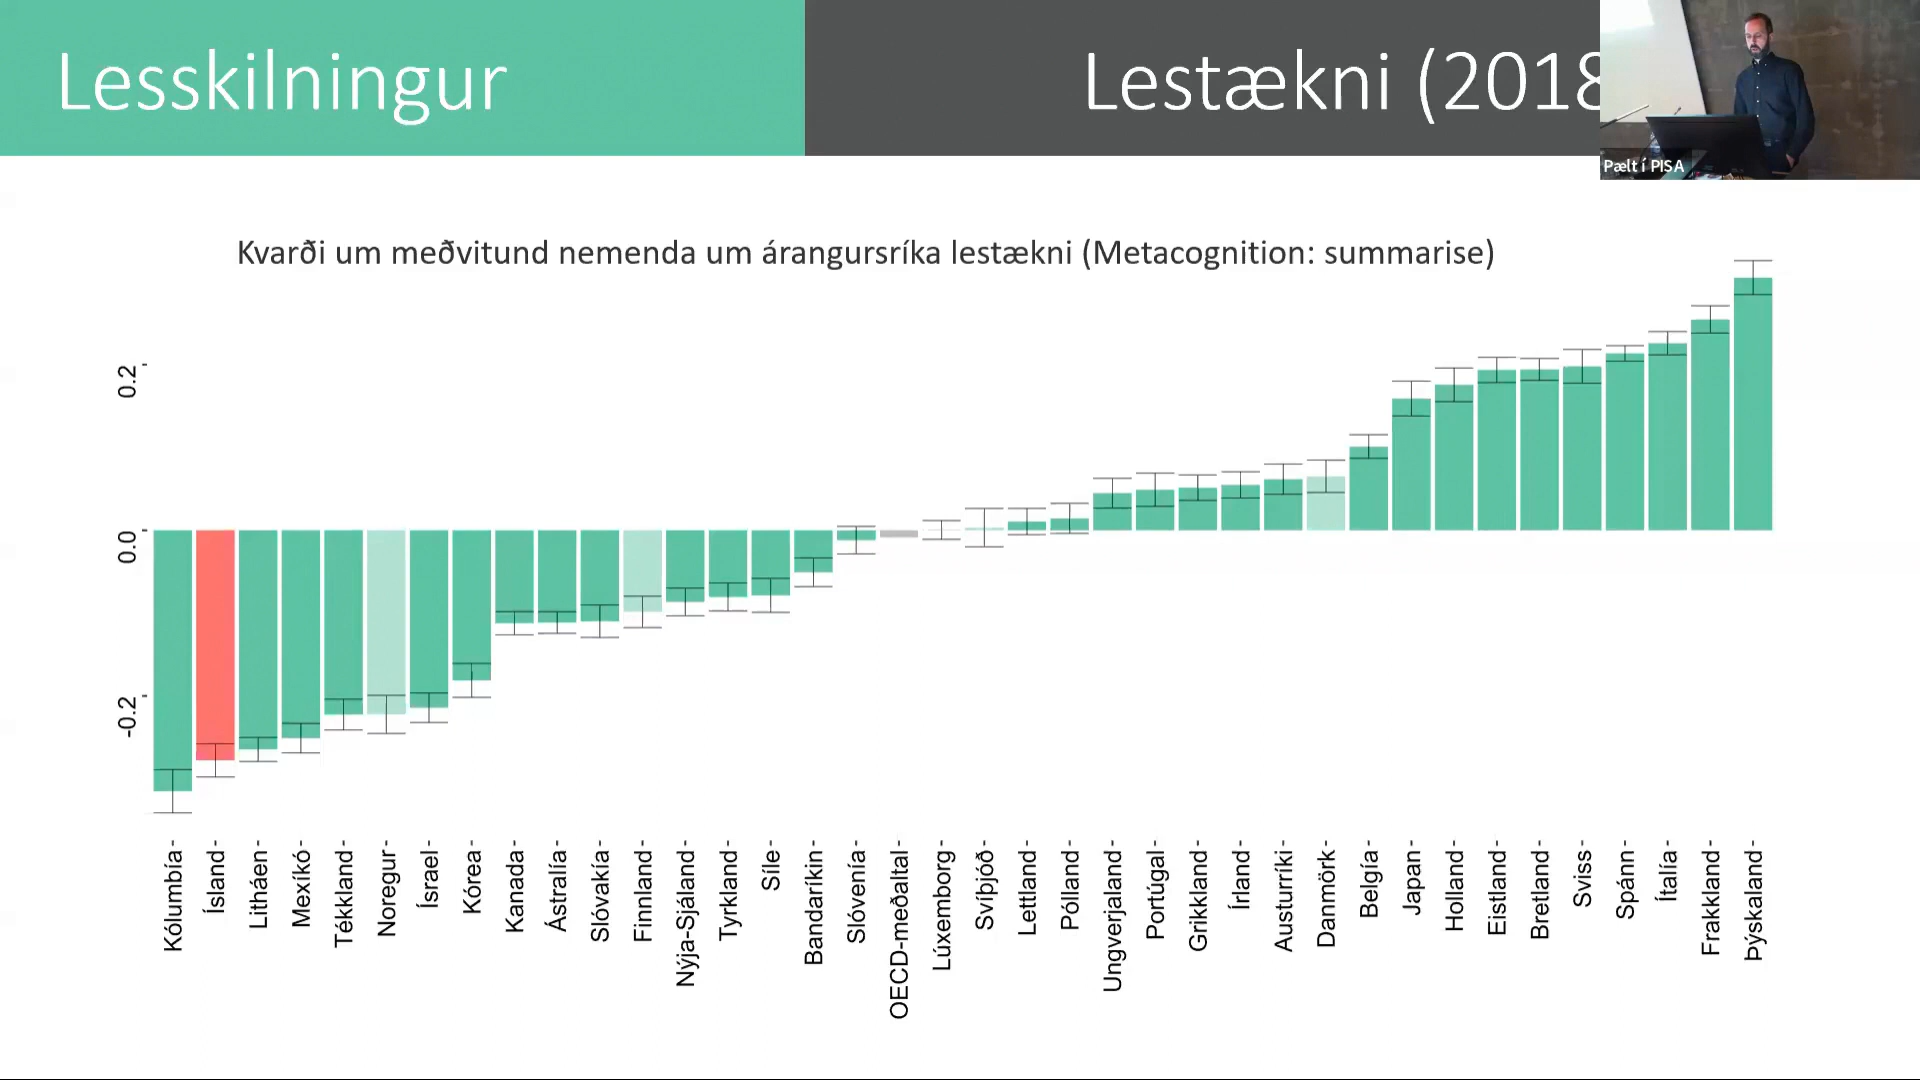 Lesskilningur
Lestækni (2018
Pælt í PISA
Kvarði um meðvitund nemenda um árangursríka lestækni (Metacognition: summarise)
0.2
0.0
-0.2
Kólumbía
Ísland
Litháen
Mexíkó
Tékkland
Noregur
Ísrael
Kórea
Kanada
Ástralía
Slóvakía
Finnland
Nýja-Sjáland
Tyrkland
Síle
Bandaríkin
Slóvenía
OECD-meðaltal
Lúxemborg
Svíþjóð
Lettland
Pólland
Ungverjaland
Portúgal
Grikkland
Írland
Austurríki
Danmörk
Belgía
Japan
Holland
Eistland
Bretland
Sviss
Spánn
Ítalía
Frakkland
Þýskaland